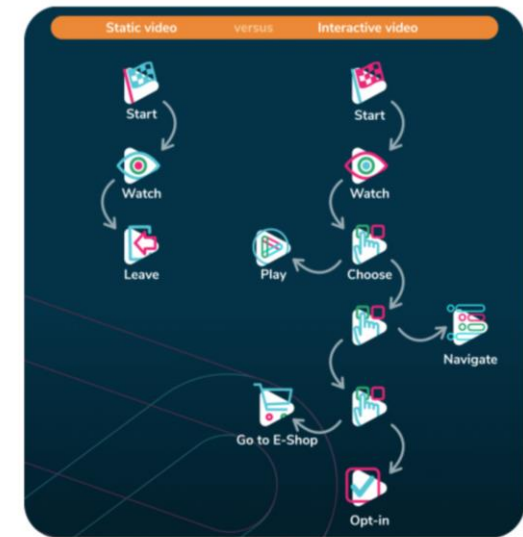 Static video versus Interactive video
Start
Watch
Leave
Start
Watch
Play
Choose
Navigate
Go to E-Shop
Opt-in